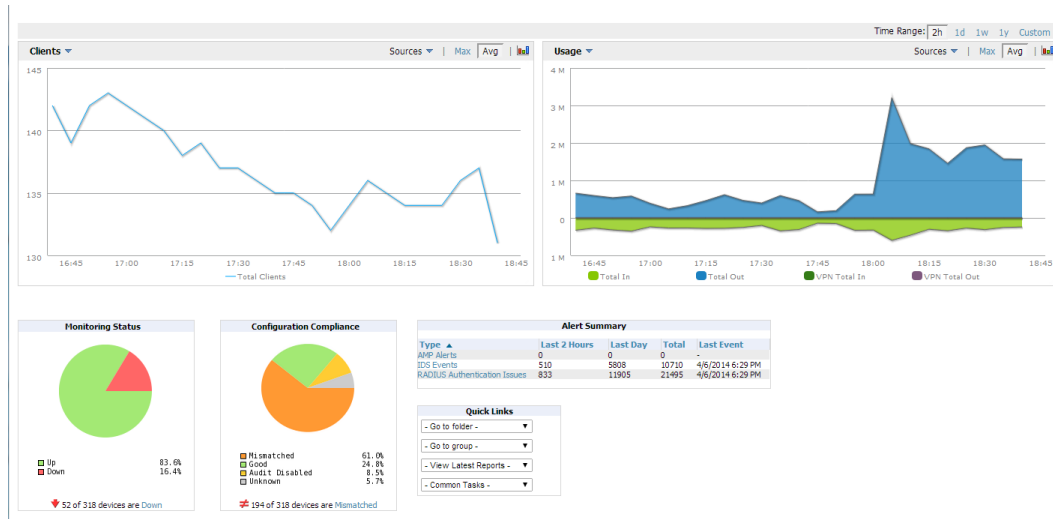 Time Range: 2h 1d 1w 1y Custom
Clients Sources | Max Avg |
Usage Sources | Max Avg |
145
140
135
130
16:45 17:00 17:15 17:30 17:45 18:00 18:15 18:30 18:45
Total Clients
4 M
3 M
2 M
1 M
0
1 M
16:45 17:00 17:15 17:30 17:45 18:00 18:15 18:30 18:45
Total In Total Out VPN Total In VPN Total Out
Monitoring Status
Up 83.6%
Down 16.4%
52 of 318 devices are Down
Configuration Compliance
Mismatched 61.0%
Good 24.8%
Audit Disabled 8.5%
Unknown 5.7%
194 of 318 devices are Mismatched
Alert Summary
Type Last 2 Hours Last Day Total Last Event
AMP Alerts 0 0 0 -
IDS Events 510 5808 10710 4/6/2014 6:29 PM
RADIUS Authentication Issues 833 11905 21495 4/6/2014 6:29 PM
Quick Links
- Go to folder -
- Go to group -
- View Latest Reports -
- Common Tasks -